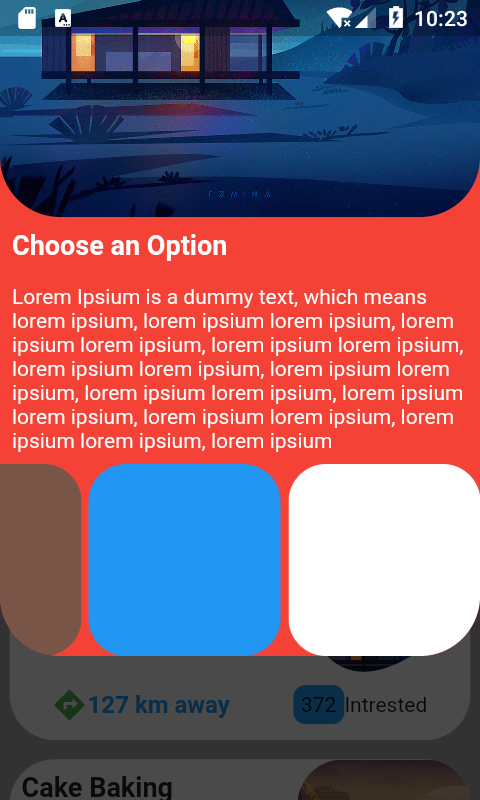 10:23
Choose an Option
Lorem Ipsium is a dummy text, which means
lorem ipsium, lorem ipsium lorem ipsium, lorem
ipsium lorem ipsium, lorem ipsium lorem ipsium,
lorem ipsium lorem ipsium, lorem ipsium lorem
ipsium, lorem ipsium lorem ipsium, lorem ipsium
lorem ipsium, lorem ipsium lorem ipsium, lorem
ipsium lorem ipsium, lorem ipsium
127 km away
372 Intrested
Cake Baking